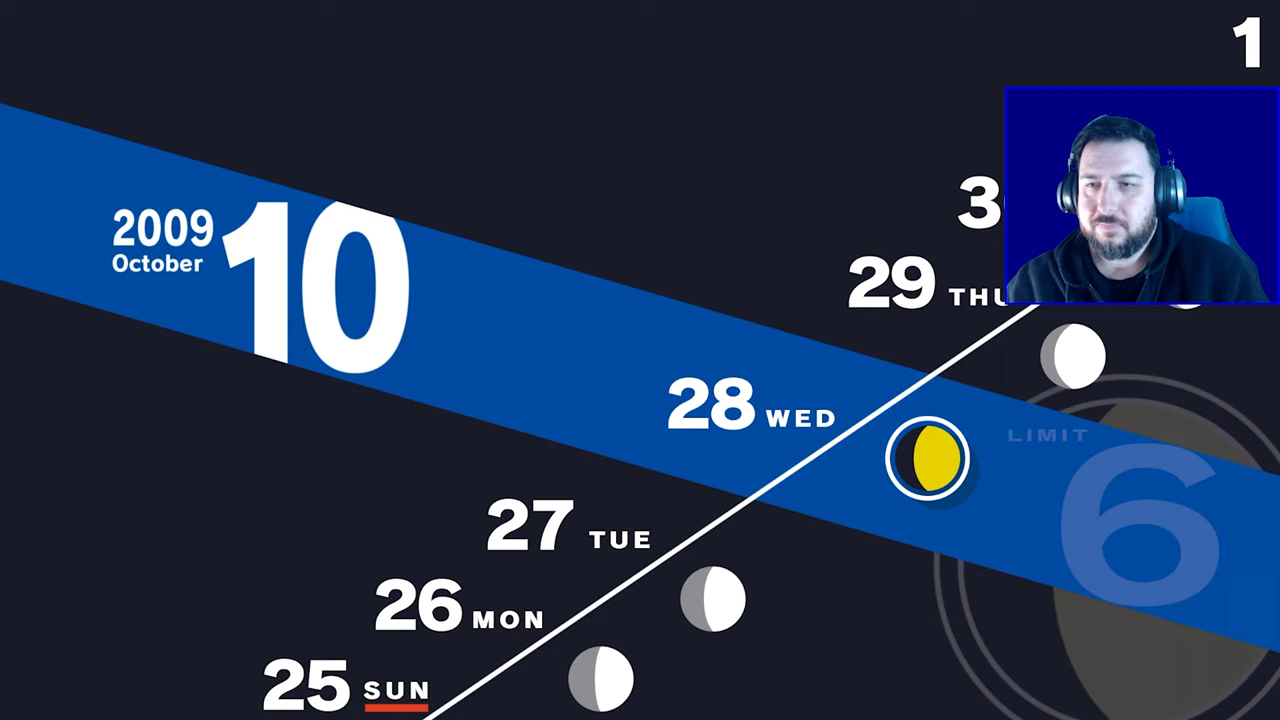 1
2009
October
10
3
29 THU
28 WED
LIMIT
6
27 TUE
26 MON
25 SUN